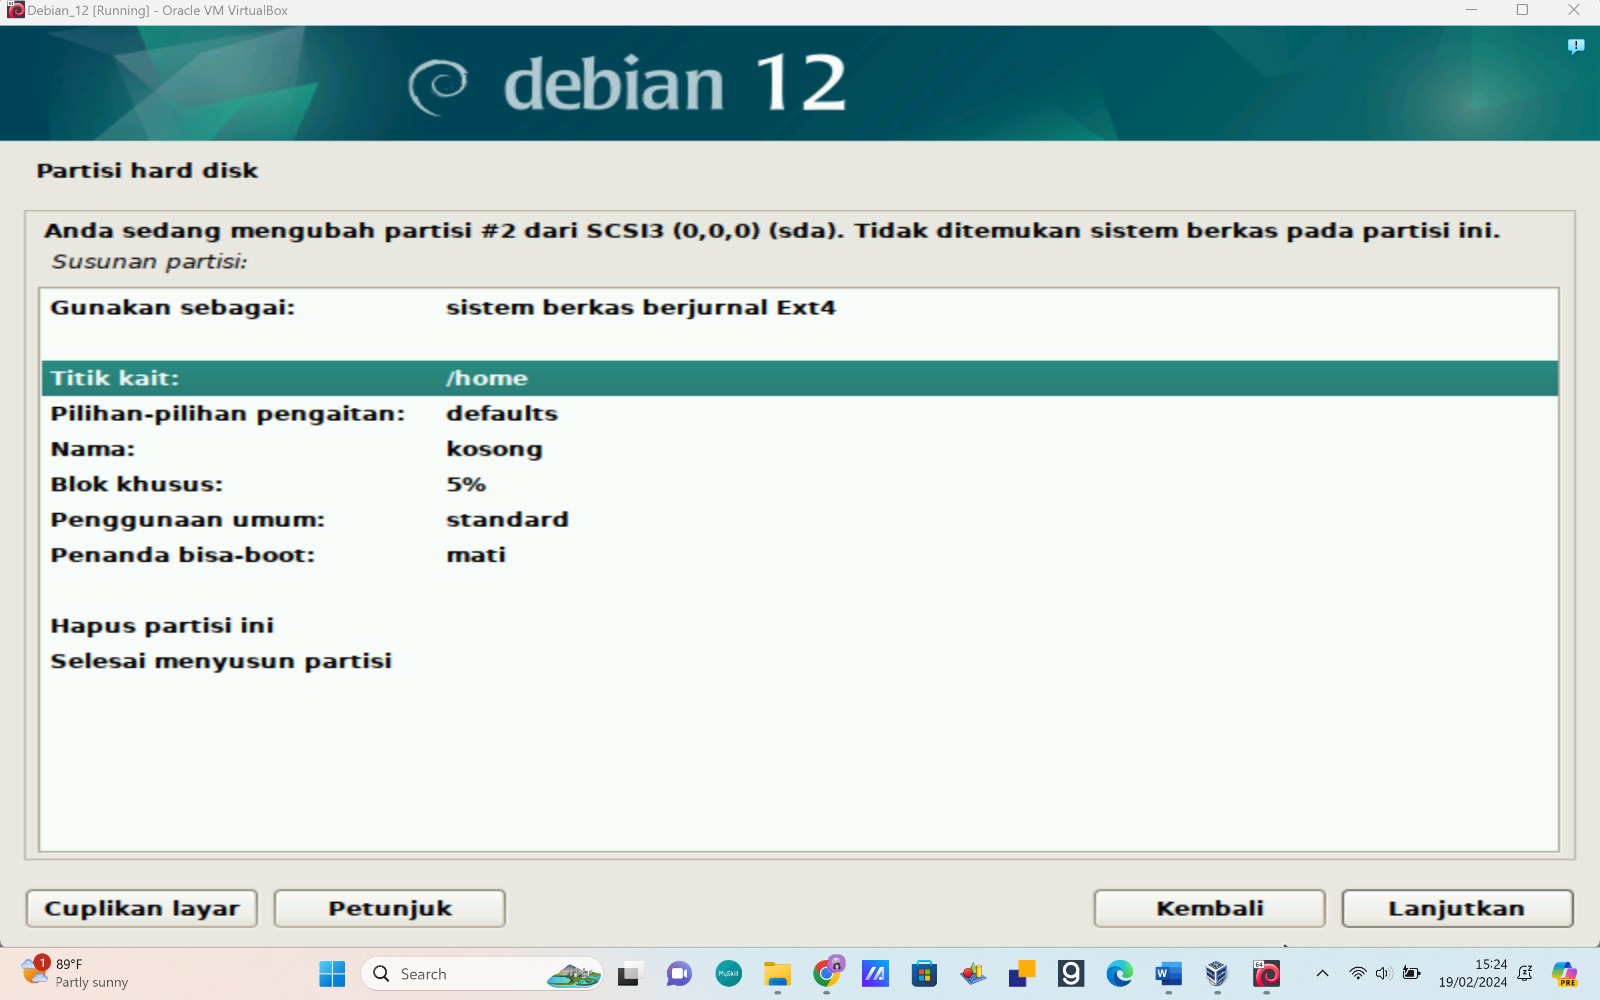 Debian_12 [Running] - Oracle VM VirtualBox
debian 12
Partisi hard disk
Anda sedang mengubah partisi #2 dari SCSI3 (0,0,0) (sda). Tidak ditemukan sistem berkas pada partisi ini.
Susunan partisi:
Gunakan sebagai: sistem berkas berjurnal Ext4
Titik kait: /home
Pilihan-pilihan pengaitan: defaults
Nama: kosong
Blok khusus: 5%
Penggunaan umum: standard
Penanda bisa-boot: mati
Hapus partisi ini
Selesai menyusun partisi
Cuplikan layar Petunjuk Kembali Lanjutkan
1 89°F
Partly sunny
Search
MySkill
15:24
19/02/2024
PRE